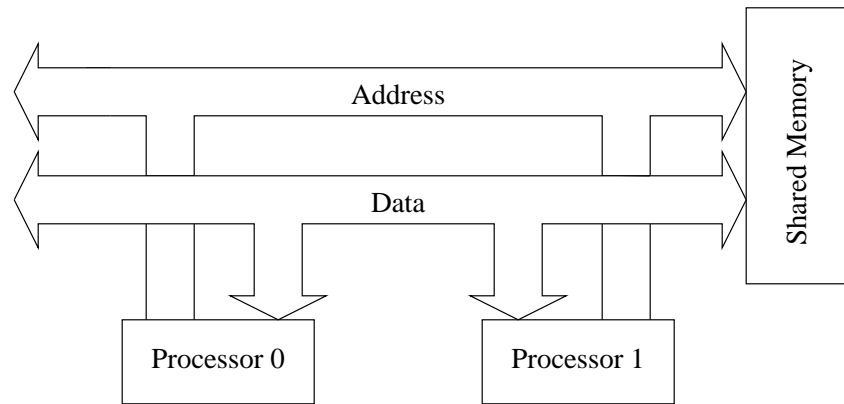 Address
Shared Memory
Data
Processor 0
Processor 1